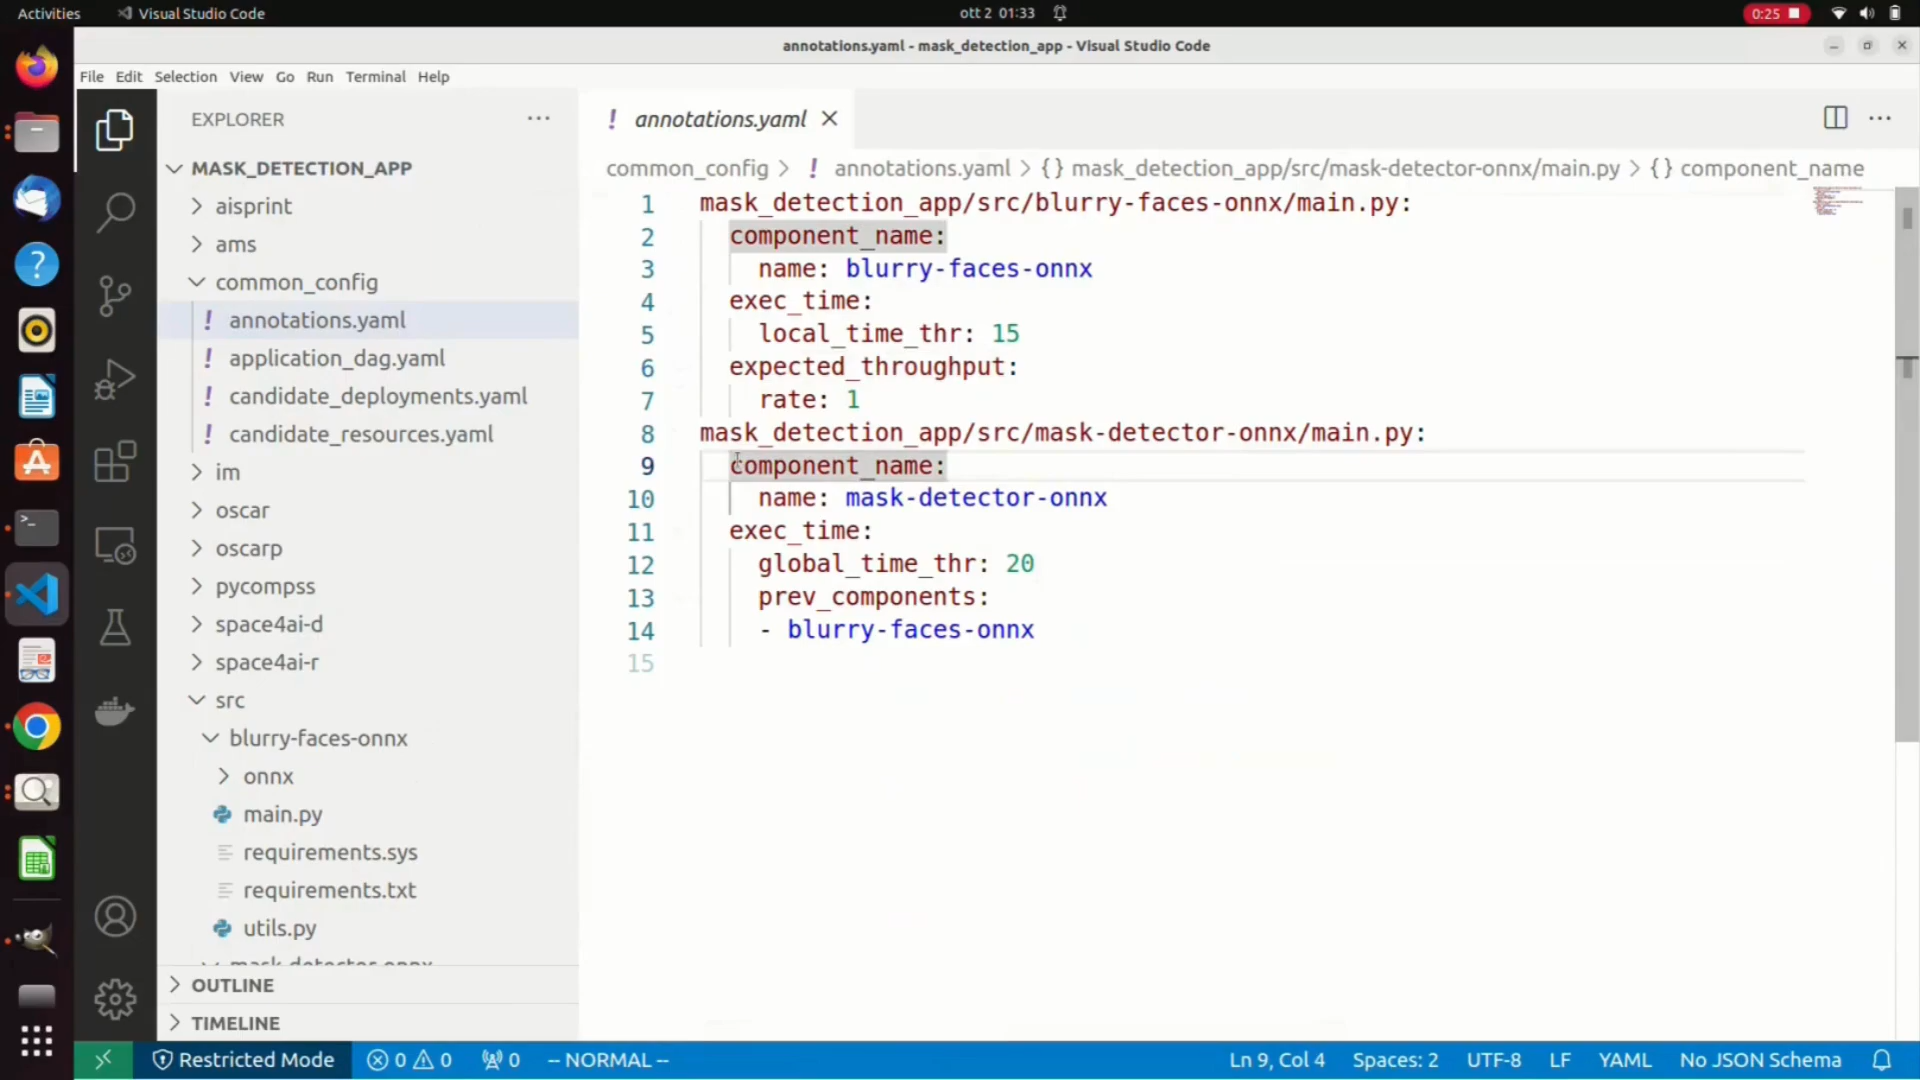 Activities Visual Studio Code ott 2 01:33 0:25
annotations.yaml - mask_detection_app - Visual Studio Code
File Edit Selection View Go Run Terminal Help
EXPLORER
MASK_DETECTION_APP
aisprint
ams
common_config
! annotations.yaml
! application_dag.yaml
! candidate_deployments.yaml
! candidate_resources.yaml
im
oscar
oscarp
pycompss
space4ai-d
space4ai-r
src
blurry-faces-onnx
onnx
main.py
requirements.sys
requirements.txt
utils.py
mask-detector-onnx
OUTLINE
TIMELINE
! annotations.yaml
common_config > ! annotations.yaml > {} mask_detection_app/src/mask-detector-onnx/main.py > {} component_name
1 mask_detection_app/src/blurry-faces-onnx/main.py:
2 component_name:
3 name: blurry-faces-onnx
4 exec_time:
5 local_time_thr: 15
6 expected_throughput:
7 rate: 1
8 mask_detection_app/src/mask-detector-onnx/main.py:
9 component_name:
10 name: mask-detector-onnx
11 exec_time:
12 global_time_thr: 20
13 prev_components:
14 - blurry-faces-onnx
15
Restricted Mode 0 0 0 -- NORMAL -- Ln 9, Col 4 Spaces: 2 UTF-8 LF YAML No JSON Schema